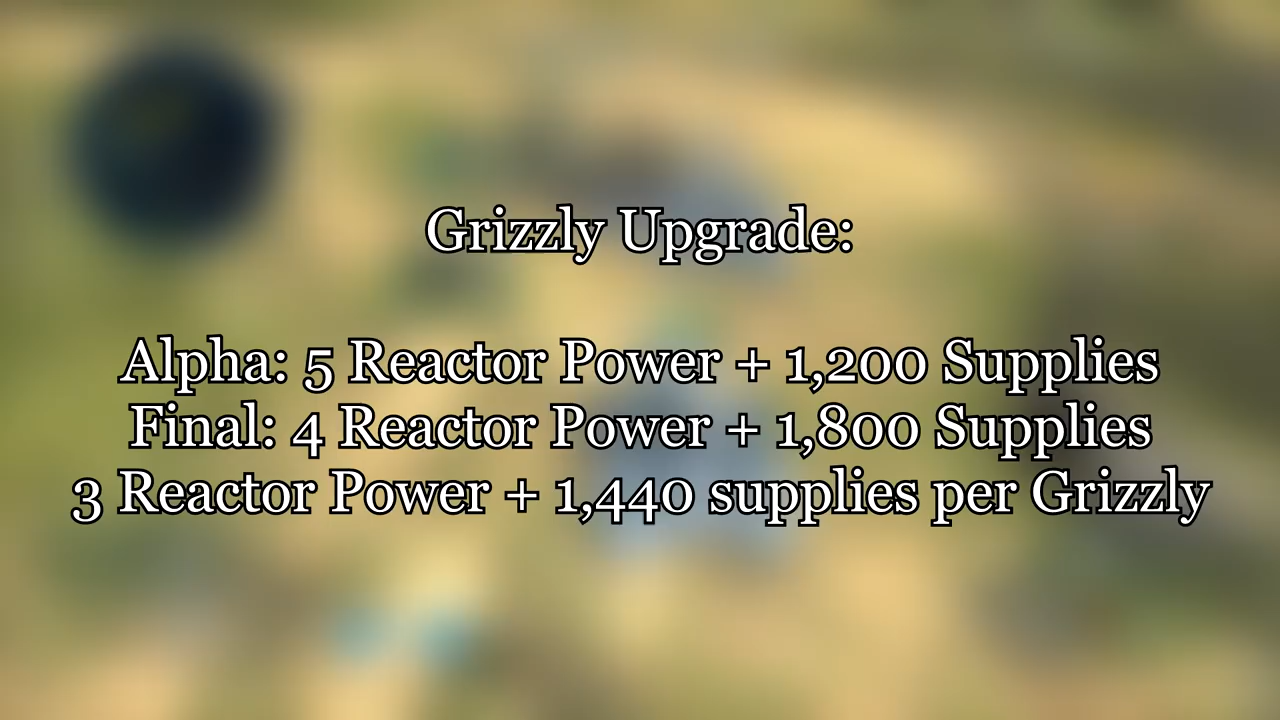 Grizzly Upgrade:
Alpha: 5 Reactor Power + 1,200 Supplies
Final: 4 Reactor Power + 1,800 Supplies
3 Reactor Power + 1,440 supplies per Grizzly